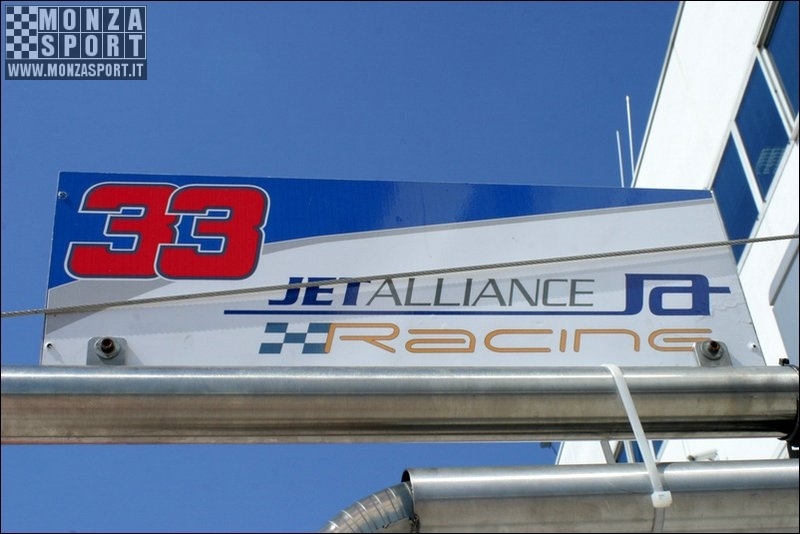 MONZA
SPORT
WWW.MONZASPORT.IT
33
JETALLIANCE JA
Racing